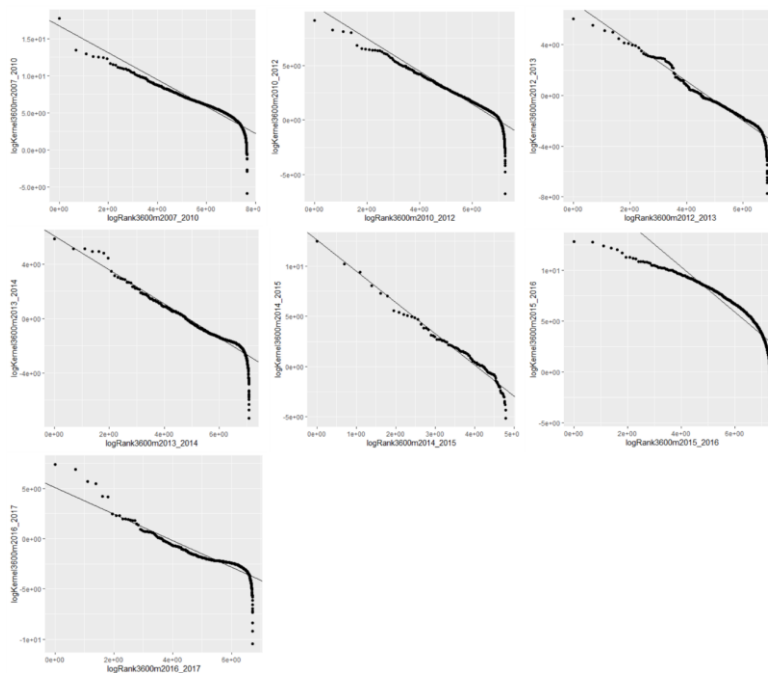 logKernel3600m2007_2010
1.5e+01
1.0e+01
5.0e+00
0.0e+00
-5.0e+00
0e+00 2e+00 4e+00 6e+00 8e+0
logRank3600m2007_2010
logKernel3600m2010_2012
5e+00
0e+00
-5e+00
0e+00 2e+00 4e+00 6e+00
logRank3600m2010_2012
logKernel3600m2012_2013
4e+00
0e+00
-4e+00
-8e+00
0e+00 2e+00 4e+00 6e+00
logRank3600m2012_2013
logKernel3600m2013_2014
4e+00
0e+00
-4e+00
0e+00 2e+00 4e+00 6e+00
logRank3600m2013_2014
logKernel3600m2014_2015
1e+01
5e+00
0e+00
-5e+00
0e+00 1e+00 2e+00 3e+00 4e+00 5e+0
logRank3600m2014_2015
logKernel3600m2015_2016
1e+01
5e+00
0e+00
-5e+00
0e+00 2e+00 4e+00 6e+00
logRank3600m2015_2016
logKernel3600m2016_2017
5e+00
0e+00
-5e+00
-1e+01
0e+00 2e+00 4e+00 6e+00
logRank3600m2016_2017